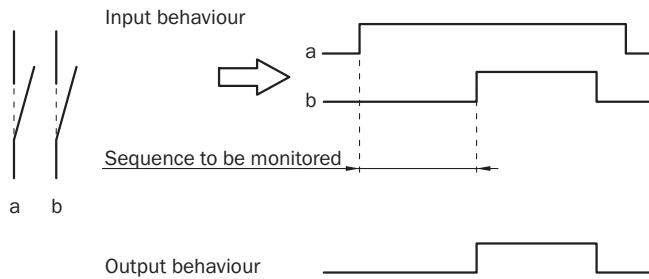 Input behaviour
a
b
Sequence to be monitored
a b
Output behaviour